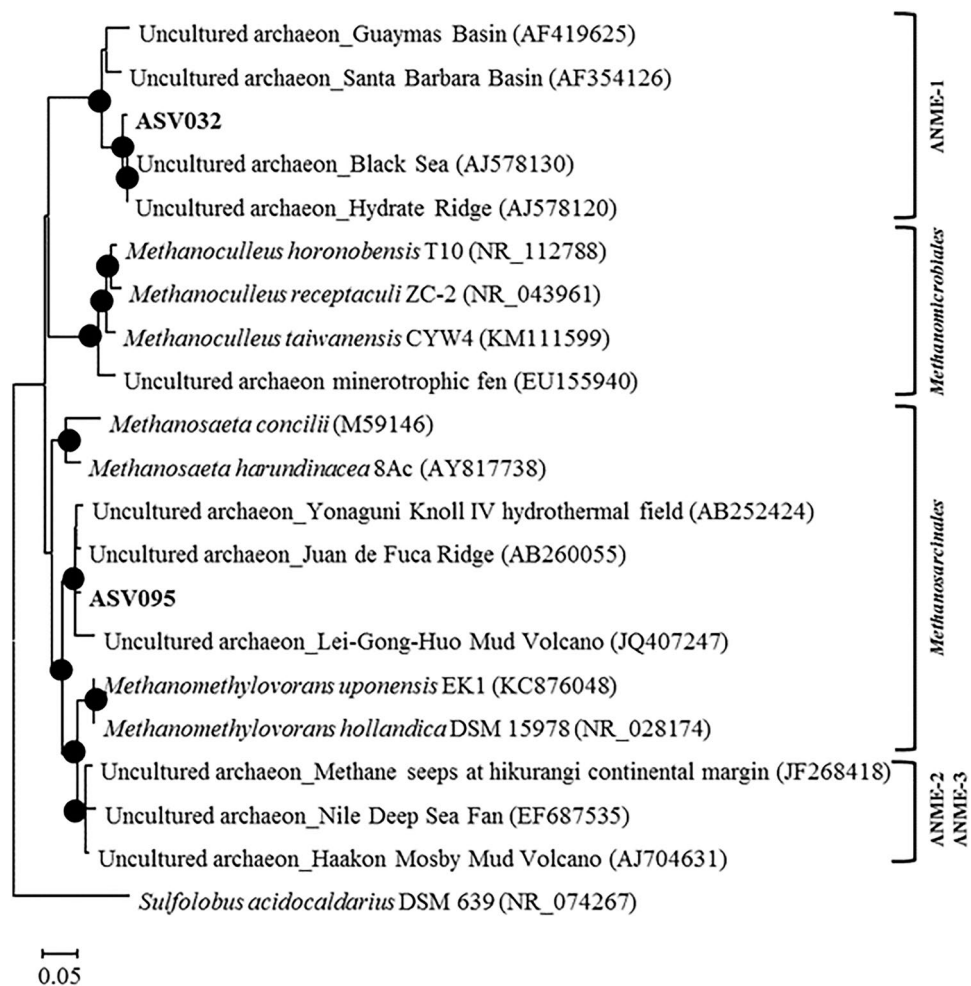 Uncultured archaeon_Guaymas Basin (AF419625)
Uncultured archaeon_Santa Barbara Basin (AF354126)
ASV032
Uncultured archaeon_Black Sea (AJ578130)
Uncultured archaeon_Hydrate Ridge (AJ578120)
ANME-1
Methanoculleus horonobensis T10 (NR_112788)
Methanoculleus receptaculi ZC-2 (NR_043961)
Methanoculleus taiwanensis CYW4 (KM111599)
Uncultured archaeon minerotrophic fen (EU155940)
Methanomicrobiales
Methanosaeta concilii (M59146)
Methanosaeta harundinacea 8Ac (AY817738)
Uncultured archaeon_Yonaguni Knoll IV hydrothermal field (AB252424)
Uncultured archaeon_Juan de Fuca Ridge (AB260055)
ASV095
Uncultured archaeon_Lei-Gong-Huo Mud Volcano (JQ407247)
Methanomethylovorans uponensis EK1 (KC876048)
Methanomethylovorans hollandica DSM 15978 (NR_028174)
Methanosarcinales
Uncultured archaeon_Methane seeps at hikurangi continental margin (JF268418)
Uncultured archaeon_Nile Deep Sea Fan (EF687535)
Uncultured archaeon_Haakon Mosby Mud Volcano (AJ704631)
ANME-2
ANME-3
Sulfolobus acidocaldarius DSM 639 (NR_074267)
0.05